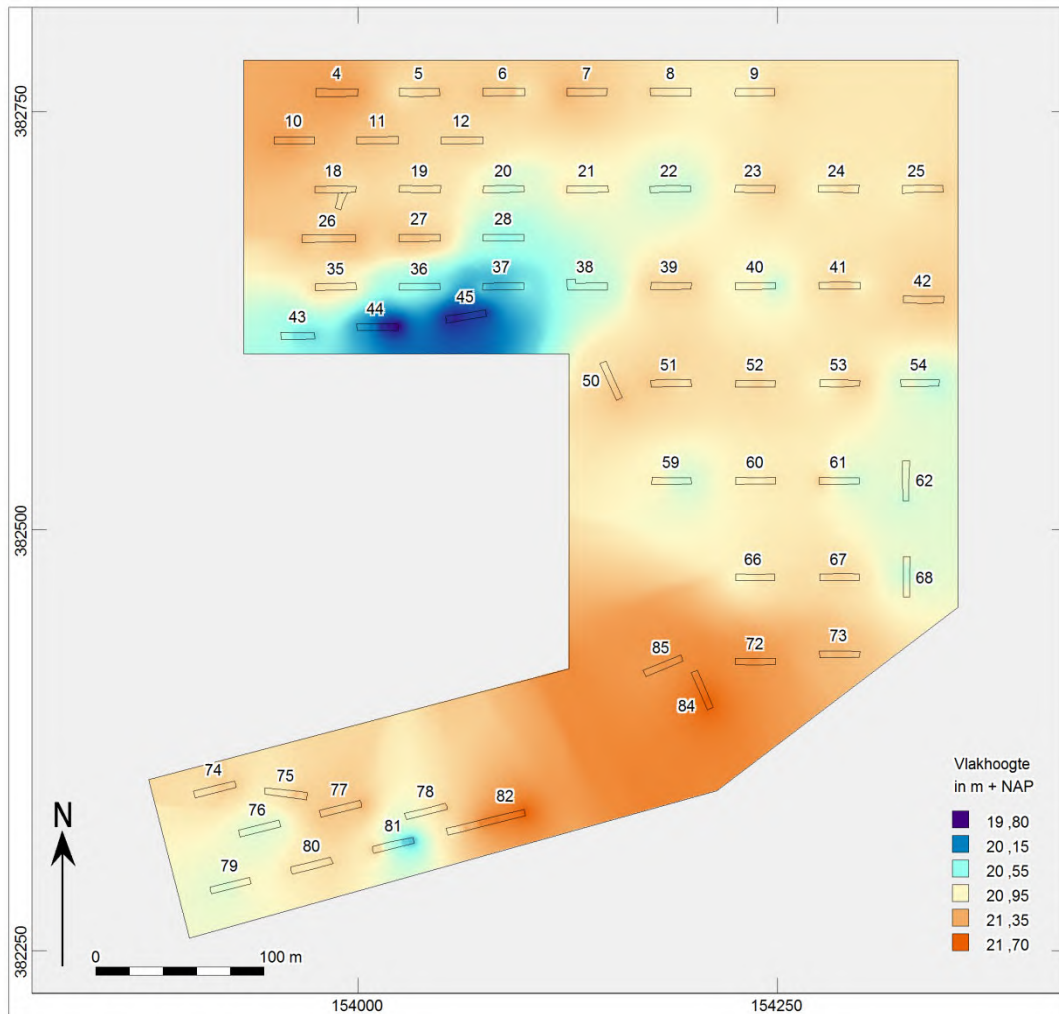 4 5 6 7 8 9
382750
10 11 12
18 19 20 21 22 23 24 25
26 27 28
35 36 37 38 39 40 41 42
43 44 45
50 51 52 53 54
59 60 61 62
382500
66 67 68
85 72 73
84
74 75 77 78 82
76 81
79 80
Vlakhoogte
in m + NAP
19 ,80
20 ,15
20 ,55
20 ,95
21 ,35
21 ,70
N
382250
0 100 m
154000 154250